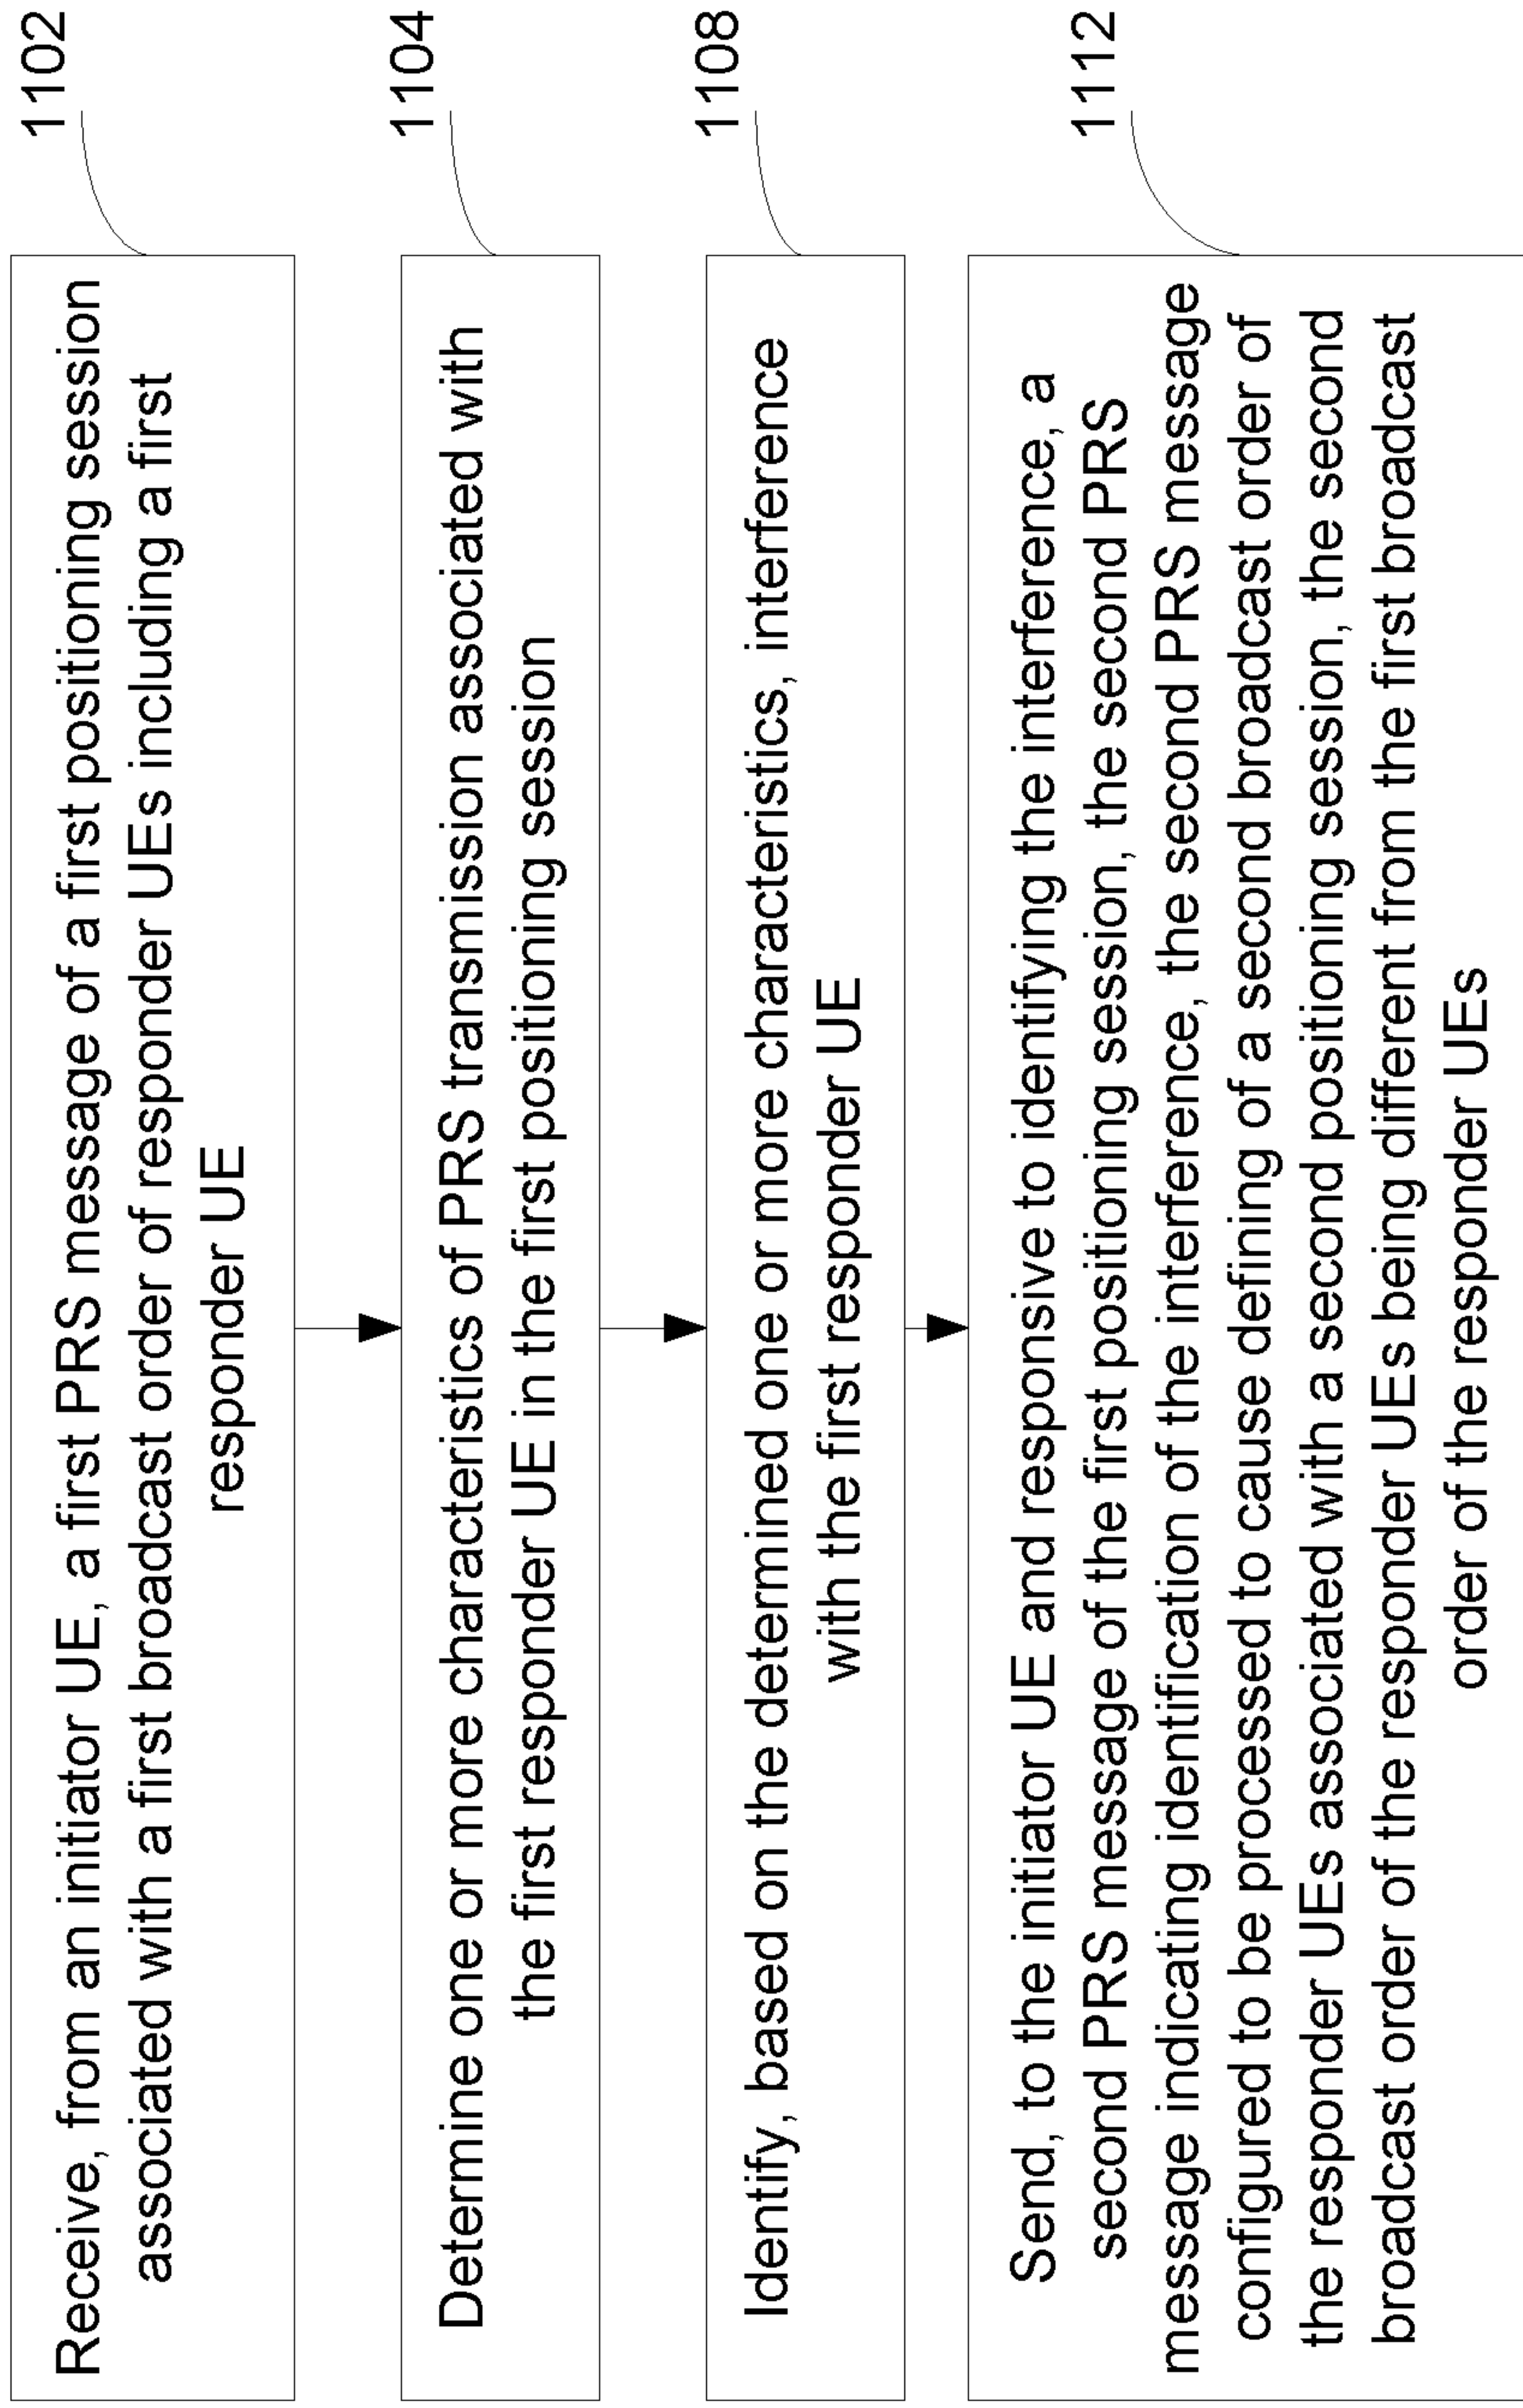 1102
Receive, from an initiator UE, a first PRS message of a first positioning session
associated with a first broadcast order of responder UEs including a first
responder UE
1104
Determine one or more characteristics of PRS transmission associated with
the first responder UE in the first positioning session
1108
Identify, based on the determined one or more characteristics, interference
with the first responder UE
1112
Send, to the initiator UE and responsive to identifying the interference, a
second PRS message of the first positioning session, the second PRS
message indicating identification of the interference, the second PRS message
configured to be processed to cause defining of a second broadcast order of
the responder UEs associated with a second positioning session, the second
broadcast order of the responder UEs being different from the first broadcast
order of the responder UEs